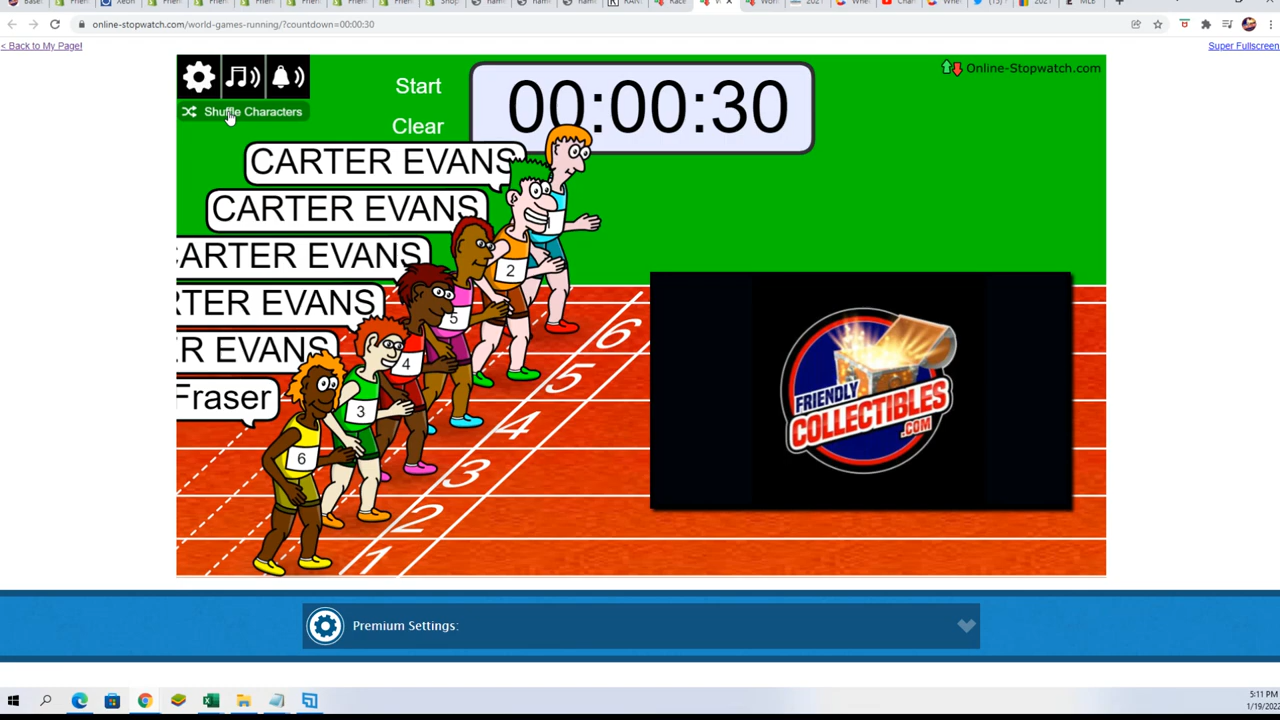 online-stopwatch.com/world-games-running/?countdown=00:00:30
< Back to My Page!
Super Fullscreen
Shuffle Characters
Start
Clear
00:00:30
Online-Stopwatch.com
CARTER EVANS
CARTER EVANS
CARTER EVANS
RTER EVANS
ER EVANS
Fraser
1
2
5
4
3
6
6
5
4
3
2
1
FRIENDLY
COLLECTIBLES
.COM
Premium Settings:
5:11 PM
1/19/2022